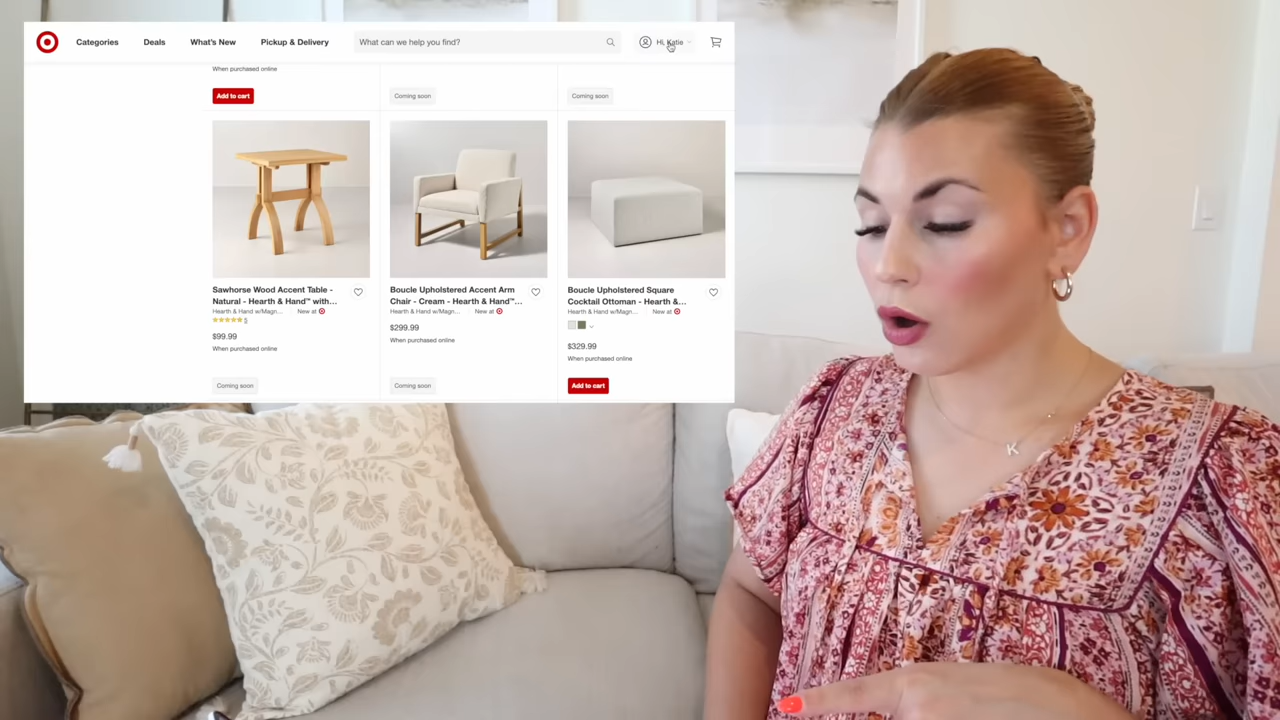 Categories
Deals
What's New
Pickup & Delivery
What can we help you find?
Hi, Katie
When purchased online
Add to cart
Coming soon
Coming soon
Sawhorse Wood Accent Table -
Natural - Hearth & Hand™ with...
Hearth & Hand w/Magn...
New at
5
$99.99
When purchased online
Coming soon
Boucle Upholstered Accent Arm
Chair - Cream - Hearth & Hand™...
Hearth & Hand w/Magn...
New at
$299.99
When purchased online
Coming soon
Boucle Upholstered Square
Cocktail Ottoman - Hearth &...
Hearth & Hand w/Magn...
New at
$329.99
When purchased online
Add to cart
K